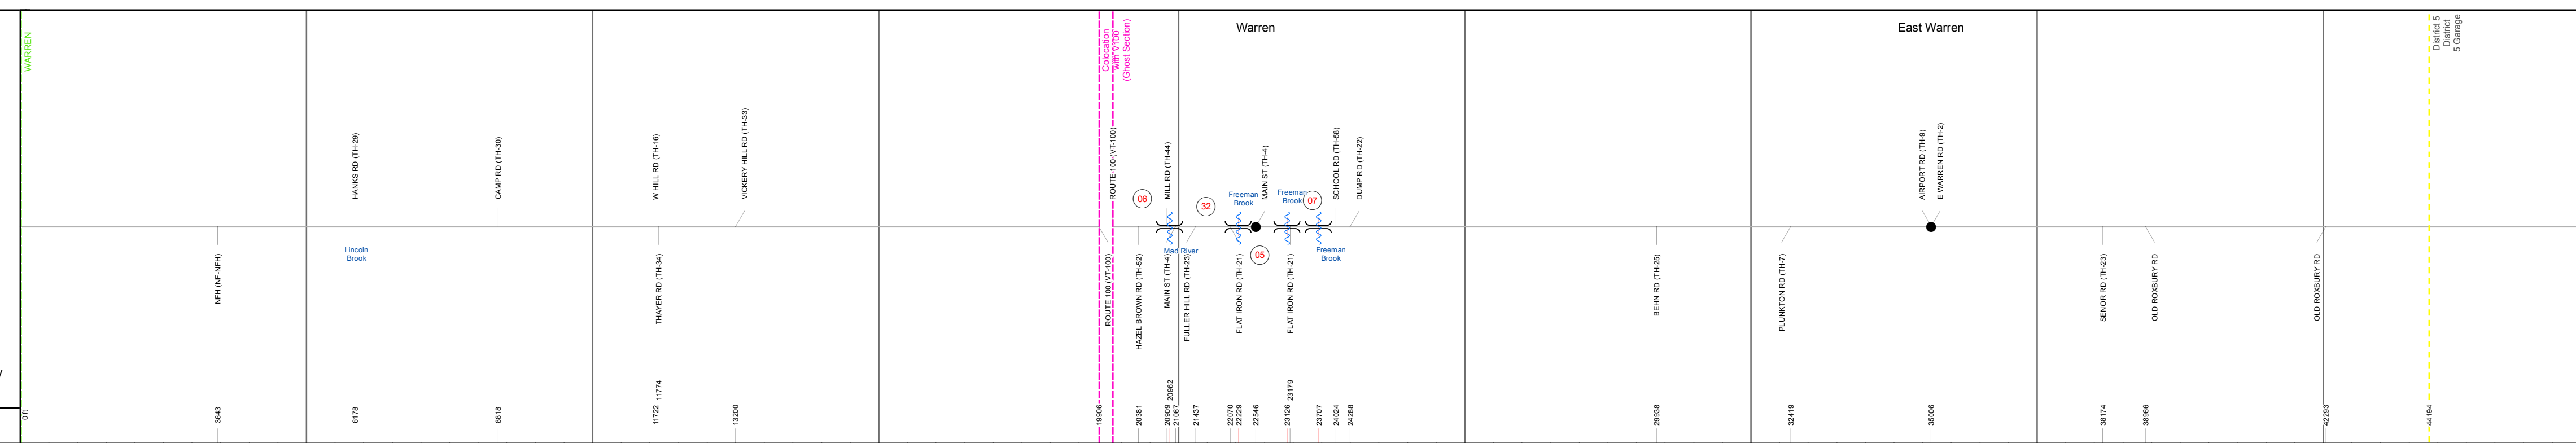 WARREN
Colocation
with V100
(Ghost Section)
Warren
East Warren
District 5
District
5 Garage
HANKS RD (TH-29)
CAMP RD (TH-30)
W HILL RD (TH-16)
VICKERY HILL RD (TH-33)
ROUTE 100 (VT-100)
MILL RD (TH-44)
MAIN ST (TH-4)
SCHOOL RD (TH-58)
DUMP RD (TH-22)
AIRPORT RD (TH-9)
E WARREN RD (TH-2)
06
32
Freeman
Brook
Freeman
Brook
07
Lincoln
Brook
Mad River
05
Freeman
Brook
NFH (NF-NFH)
THAYER RD (TH-34)
ROUTE 100 (VT-100)
HAZEL BROWN RD (TH-52)
MAIN ST (TH-4)
FULLER HILL RD (TH-23)
FLAT IRON RD (TH-21)
FLAT IRON RD (TH-21)
BEHN RD (TH-25)
PLUNKTON RD (TH-7)
SENOR RD (TH-23)
OLD ROXBURY RD
OLD ROXBURY RD
0 ft
3643
6178
8818
11722
11774
13200
19906
20381
20909
20962
21067
21437
22070
22229
22546
23126
23179
23707
24024
24288
29938
32419
35006
38174
38966
42293
44194